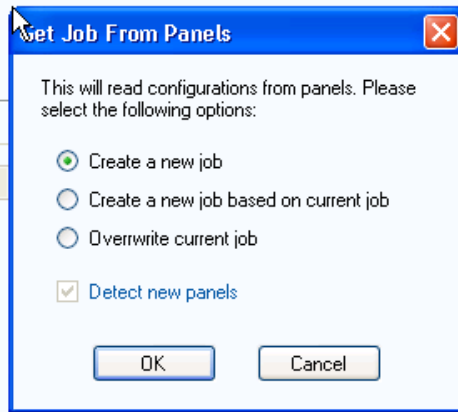 Get Job From Panels
This will read configurations from panels. Please
select the following options:
Create a new job
Create a new job based on current job
Overrwrite current job
Detect new panels
OK
Cancel